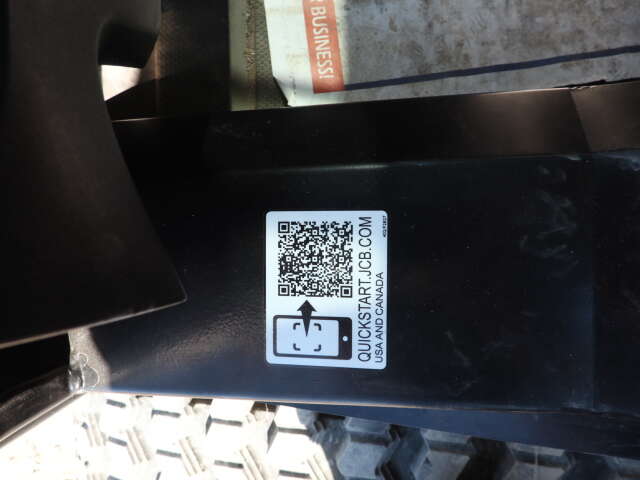 BUSINESS!
QUICKSTART.JCB.COM
USA AND CANADA